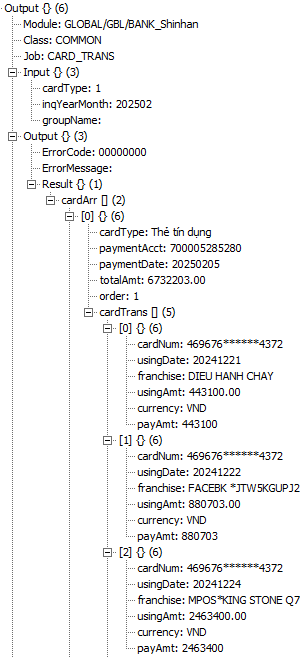 Output {} (6)
Module: GLOBAL/GBL/BANK_Shinhan
Class: COMMON
Job: CARD_TRANS
Input {} (3)
cardType: 1
inqYearMonth: 202502
groupName:
Output {} (3)
ErrorCode: 00000000
ErrorMessage:
Result {} (1)
cardArr [] (2)
[0] {} (6)
cardType: Thẻ tín dụng
paymentAcct: 700005285280
paymentDate: 20250205
totalAmt: 6732203.00
order: 1
cardTrans [] (5)
[0] {} (6)
cardNum: 469676******4372
usingDate: 20241221
franchise: DIEU HANH CHAY
usingAmt: 443100.00
currency: VND
payAmt: 443100
[1] {} (6)
cardNum: 469676******4372
usingDate: 20241222
franchise: FACEBK *JTW5KGUPJ2
usingAmt: 880703.00
currency: VND
payAmt: 880703
[2] {} (6)
cardNum: 469676******4372
usingDate: 20241224
franchise: MPOS*KING STONE Q7
usingAmt: 2463400.00
currency: VND
payAmt: 2463400